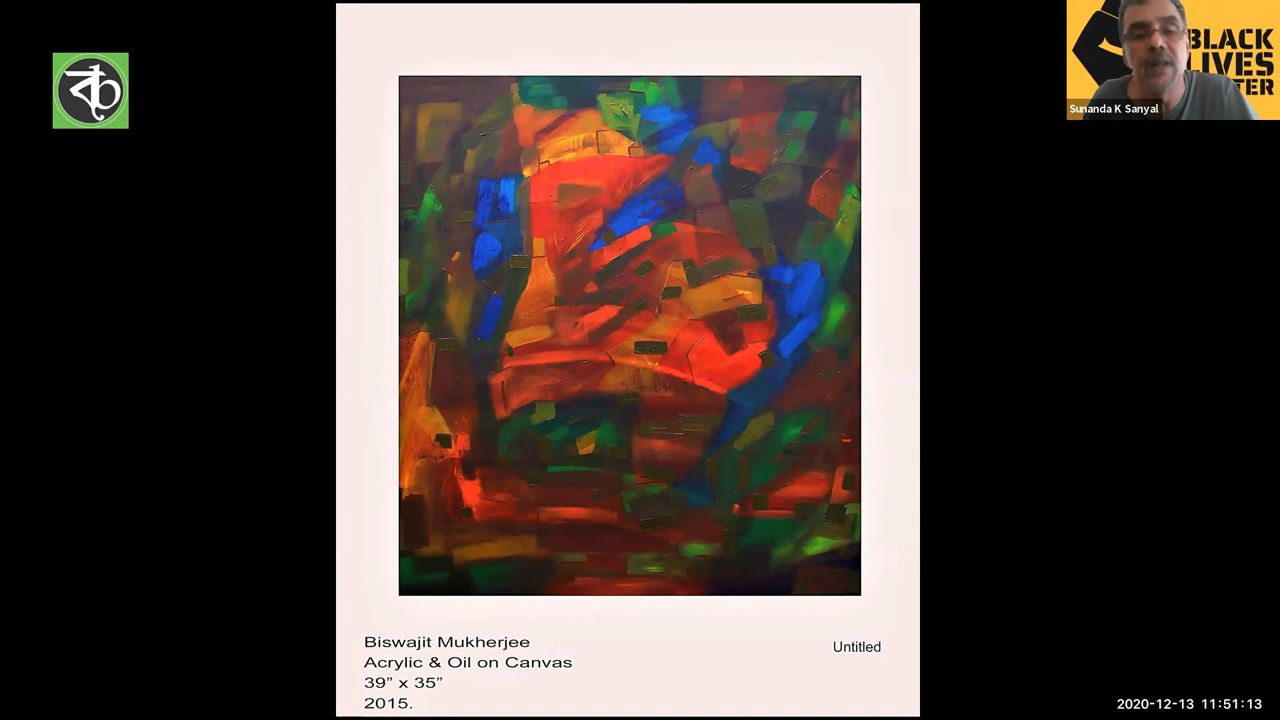 BLACK
LIVES
TER
Sunanda K Sanyal
Biswajit Mukherjee
Acrylic & Oil on Canvas
39” x 35”
2015.
Untitled
2020-12-13 11:51:13